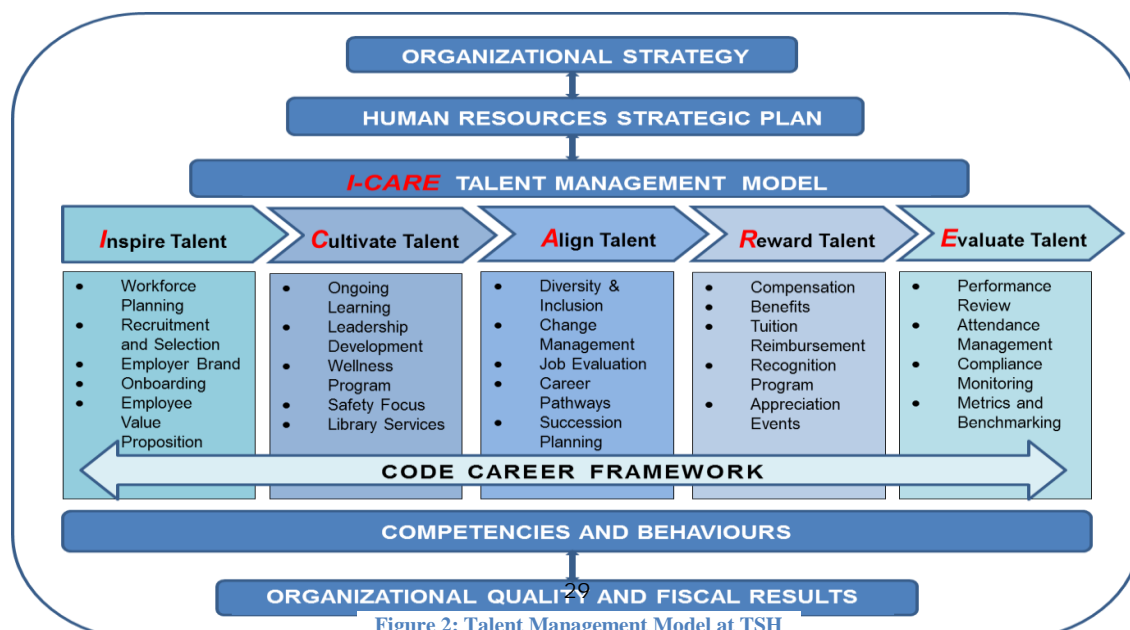 ORGANIZATIONAL STRATEGY
HUMAN RESOURCES STRATEGIC PLAN
I-CARE TALENT MANAGEMENT MODEL
Inspire Talent
Workforce
Planning
Recruitment
and Selection
Employer Brand
Onboarding
Employee
Value
Proposition
Cultivate Talent
Ongoing
Learning
Leadership
Development
Wellness
Program
Safety Focus
Library Services
Align Talent
Diversity &
Inclusion
Change
Management
Job Evaluation
Career
Pathways
Succession
Planning
Reward Talent
Compensation
Benefits
Tuition
Reimbursement
Recognition
Program
Appreciation
Events
Evaluate Talent
Performance
Review
Attendance
Management
Compliance
Monitoring
Metrics and
Benchmarking
CODE CAREER FRAMEWORK
COMPETENCIES AND BEHAVIOURS
ORGANIZATIONAL QUALITY AND FISCAL RESULTS
29
Figure 2: Talent Management Model at TSH